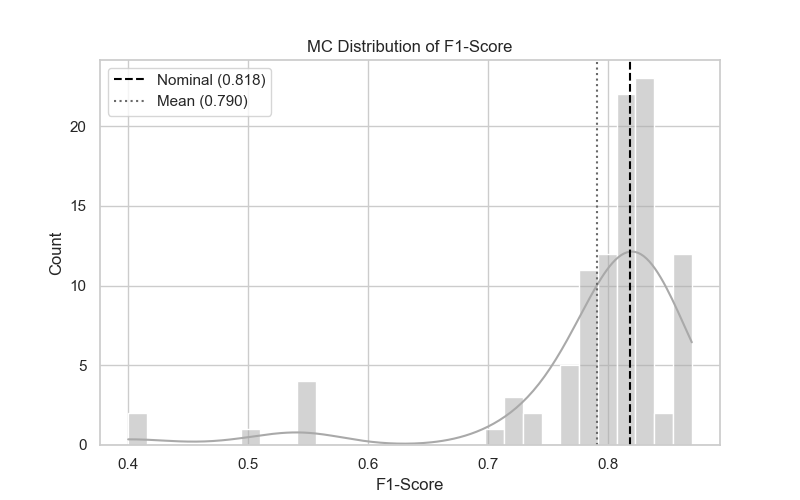 MC Distribution of F1-Score
Nominal (0.818)
Mean (0.790)
Count
20
15
10
5
0
0.4 0.5 0.6 0.7 0.8
F1-Score